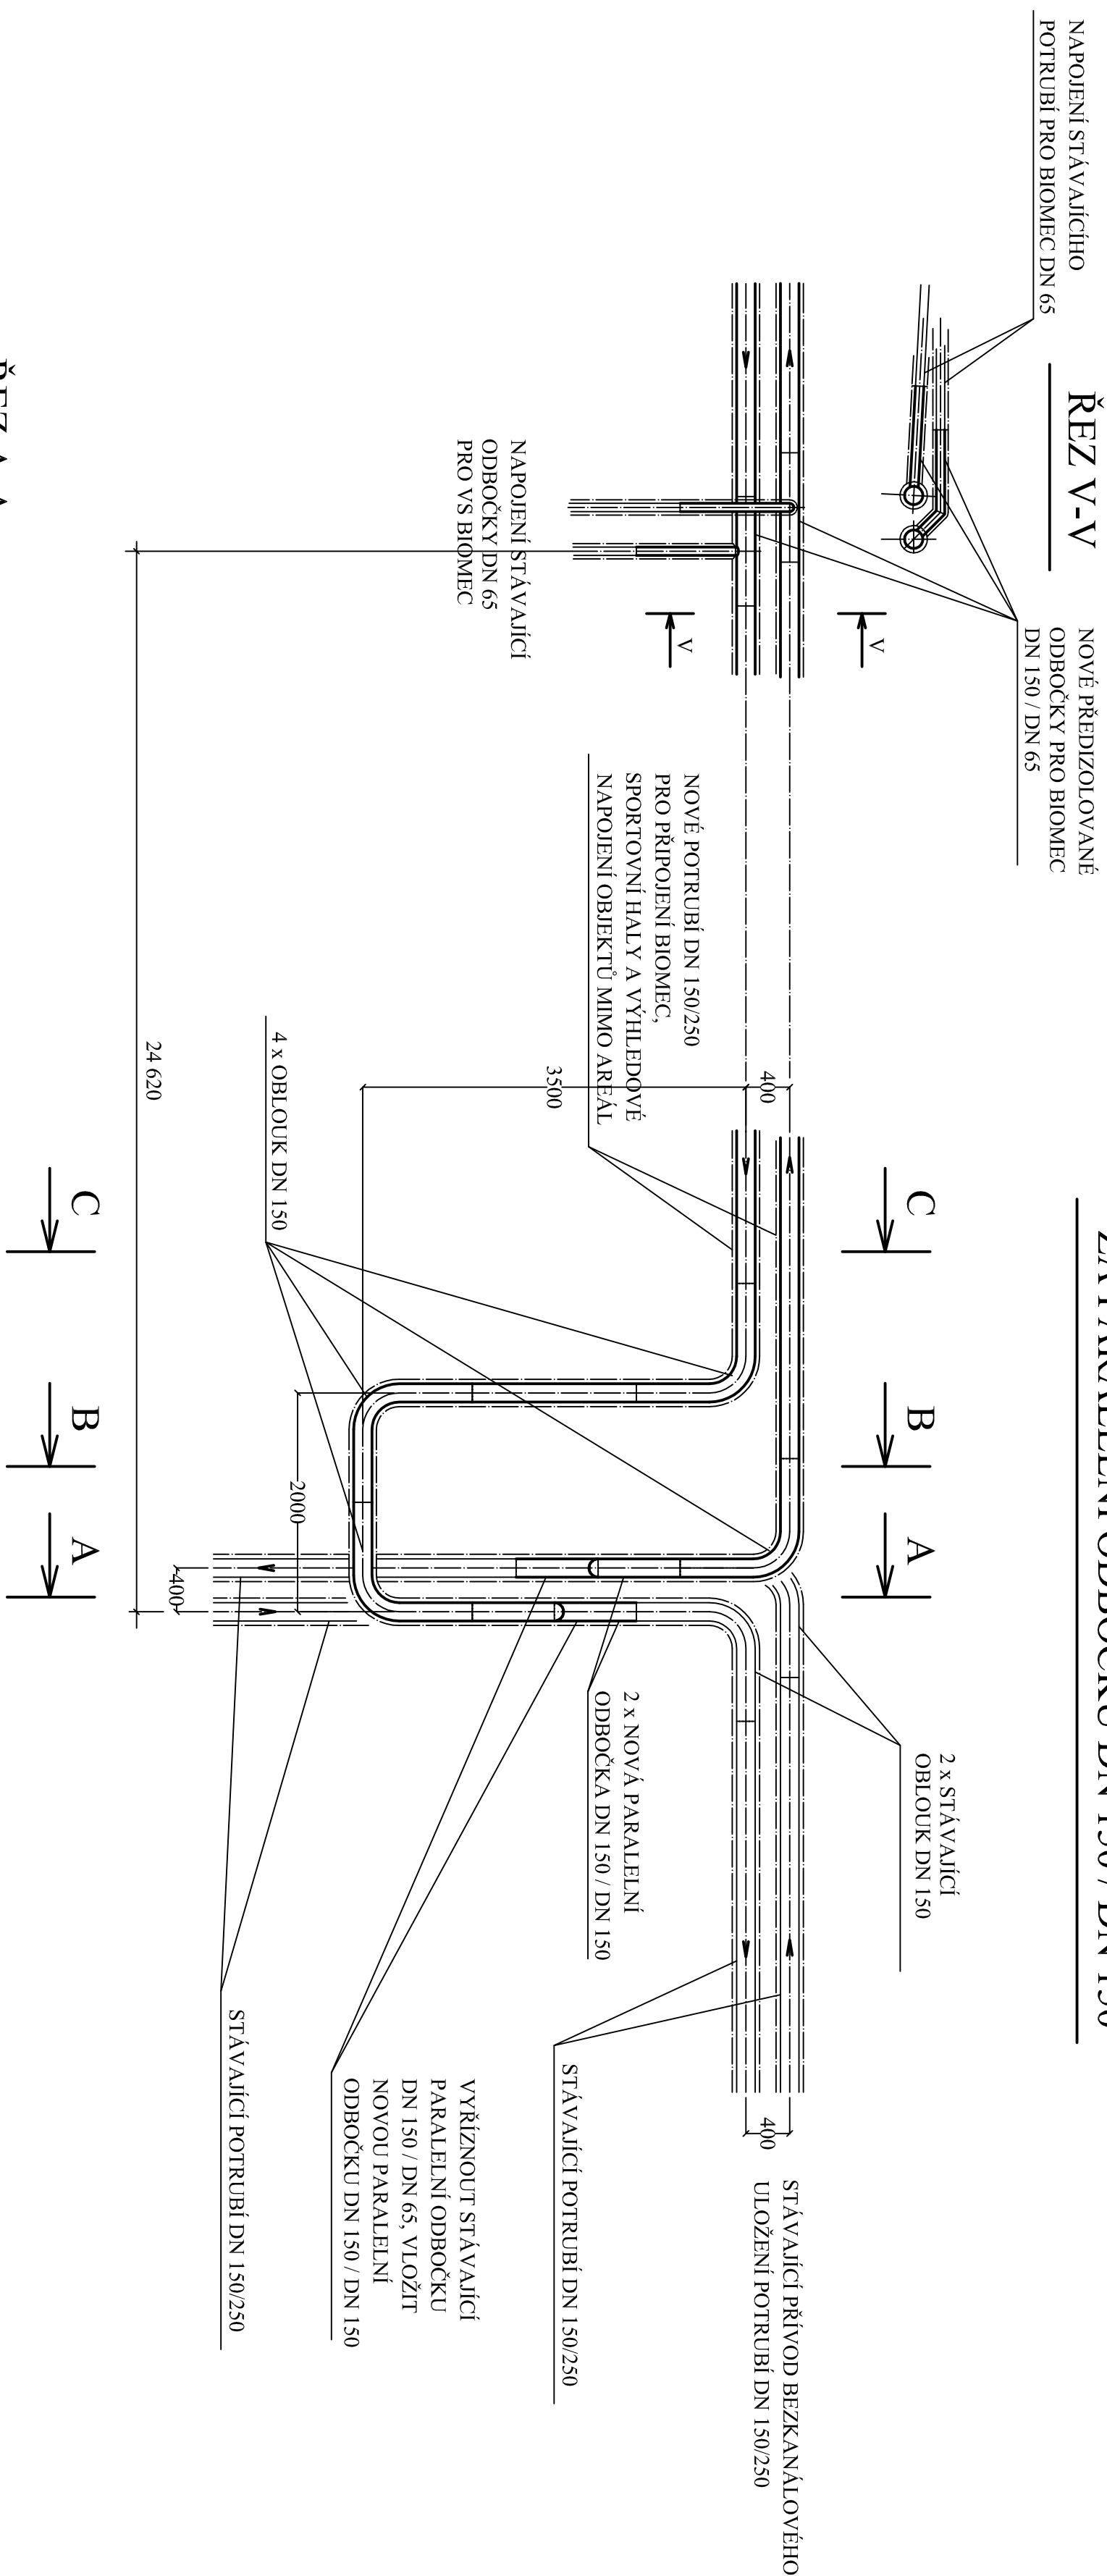 ZA PARALELNÍ ODBOČKU DN 150 / DN 150
NAPOJENÍ STÁVAJÍCÍHO
POTRUBÍ PRO BIOMEC DN 65
ŘEZ V-V
NOVÉ PŘEDIZOLOVANÉ
ODBOČKY PRO BIOMEC
DN 150 / DN 65
V
V
NAPOJENÍ STÁVAJÍCÍ
ODBOČKY DN 65
PRO VS BIOMEC
NOVÉ POTRUBÍ DN 150/250
PRO PŘIPOJENÍ BIOMEC,
SPORTOVNÍ HALY A VÝHLEDOVÉ
NAPOJENÍ OBJEKTŮ MIMO AREÁL
400
3500
24 620
4 x OBLOUK DN 150
2000
400
C
B
A
C
B
A
2 x STÁVAJÍCÍ
OBLOUK DN 150
2 x NOVÁ PARALELNÍ
ODBOČKA DN 150 / DN 150
400
STÁVAJÍCÍ PŘÍVOD BEZKANÁLOVÉHO
ULOŽENÍ POTRUBÍ DN 150/250
STÁVAJÍCÍ POTRUBÍ DN 150/250
VYŘÍZNOUT STÁVAJÍCÍ
PARALELNÍ ODBOČKU
DN 150 / DN 65, VLOŽIT
NOVOU PARALELNÍ
ODBOČKU DN 150 / DN 150
STÁVAJÍCÍ POTRUBÍ DN 150/250
ŘEZ A-A